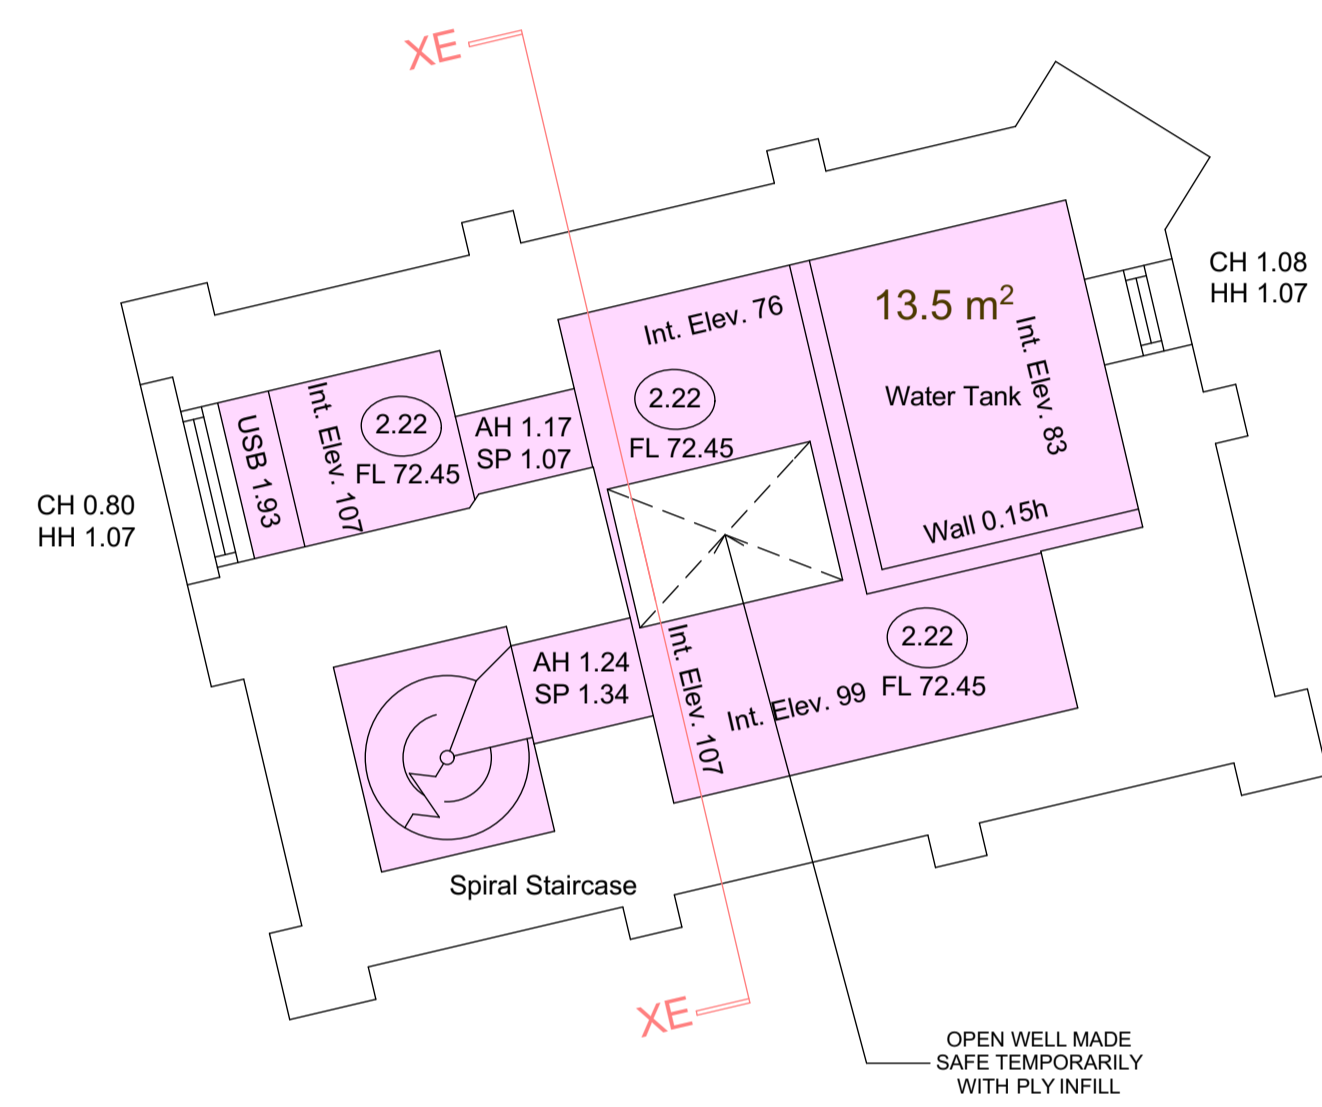 XE
CH 1.08
HH 1.07
13.5 m²
Int. Elev. 76
Int. Elev. 83
Water Tank
2.22
FL 72.45
Int. Elev. 107
2.22
FL 72.45
USB 1.93
AH 1.17
SP 1.07
CH 0.80
HH 1.07
Wall 0.15h
2.22
FL 72.45
AH 1.24
SP 1.34
Int. Elev. 107
Int. Elev. 99
Spiral Staircase
XE
OPEN WELL MADE
SAFE TEMPORARILY
WITH PLY INFILL